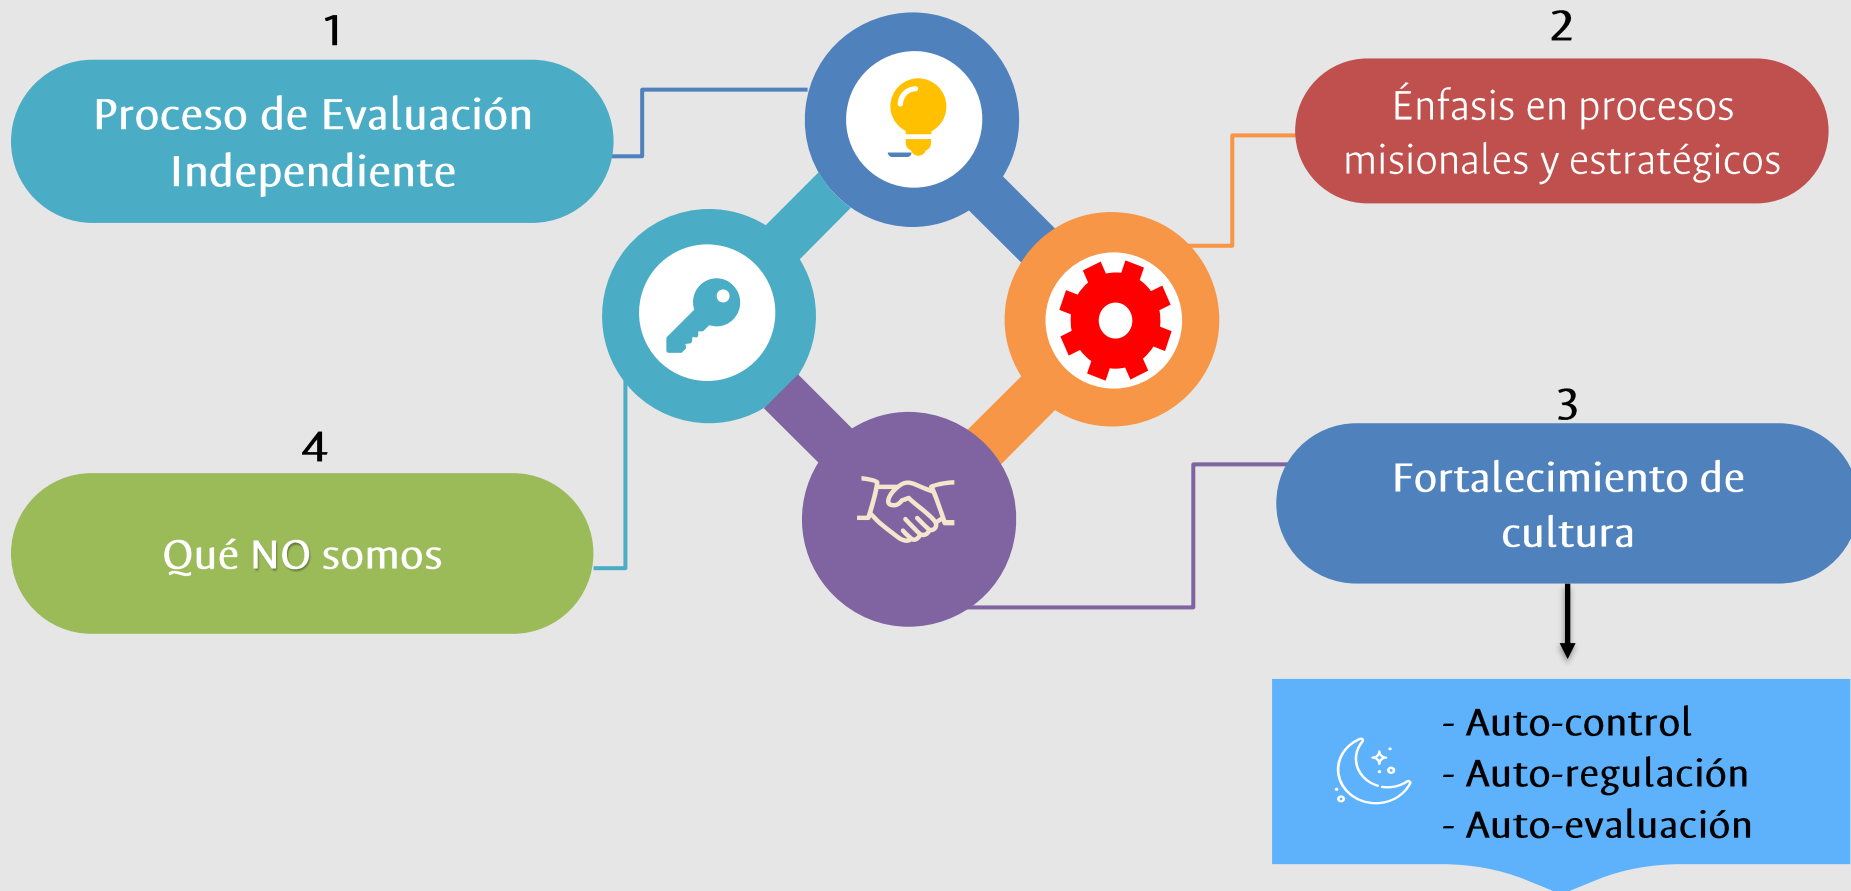 1
Proceso de Evaluación
Independiente
2
Énfasis en procesos
misionales y estratégicos
3
Fortalecimiento de
cultura
- Auto-control
- Auto-regulación
- Auto-evaluación
4
Qué NO somos